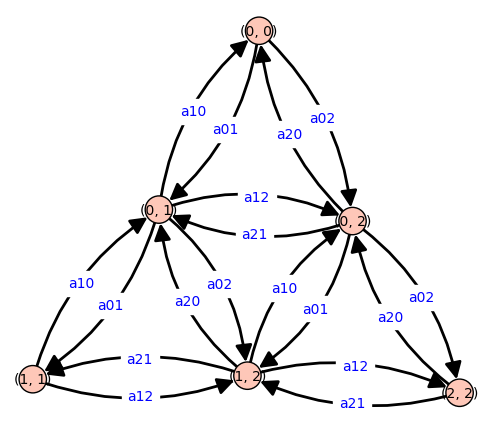 (0, 0)
a10
a02
a01
a20
a12
(0, 1)
(0, 2)
a21
a10
a02
a10
a02
a01
a20
a01
a20
a21
a12
(1, 1)
(1, 2)
(2, 2)
a12
a21